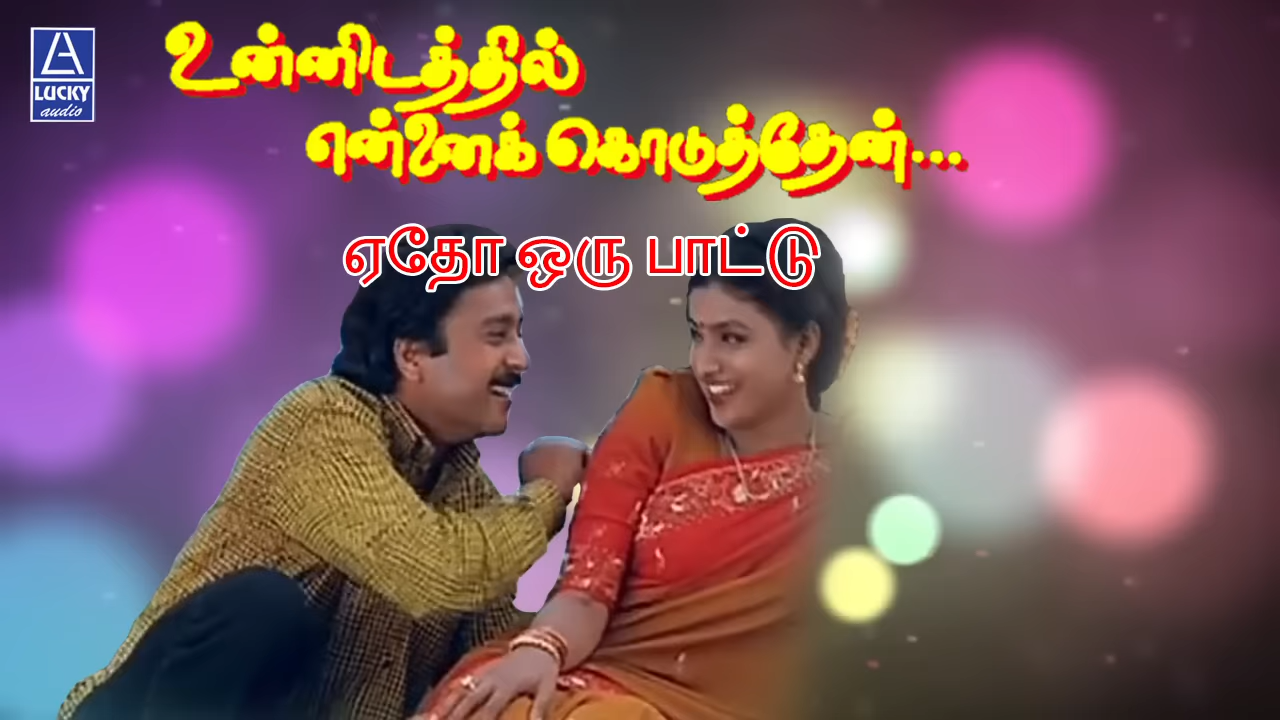 LUCKY
audio
உன்னிடத்தில்
என்னைக் கொடுத்தேன்...
ஏதோ ஒரு பாட்டு